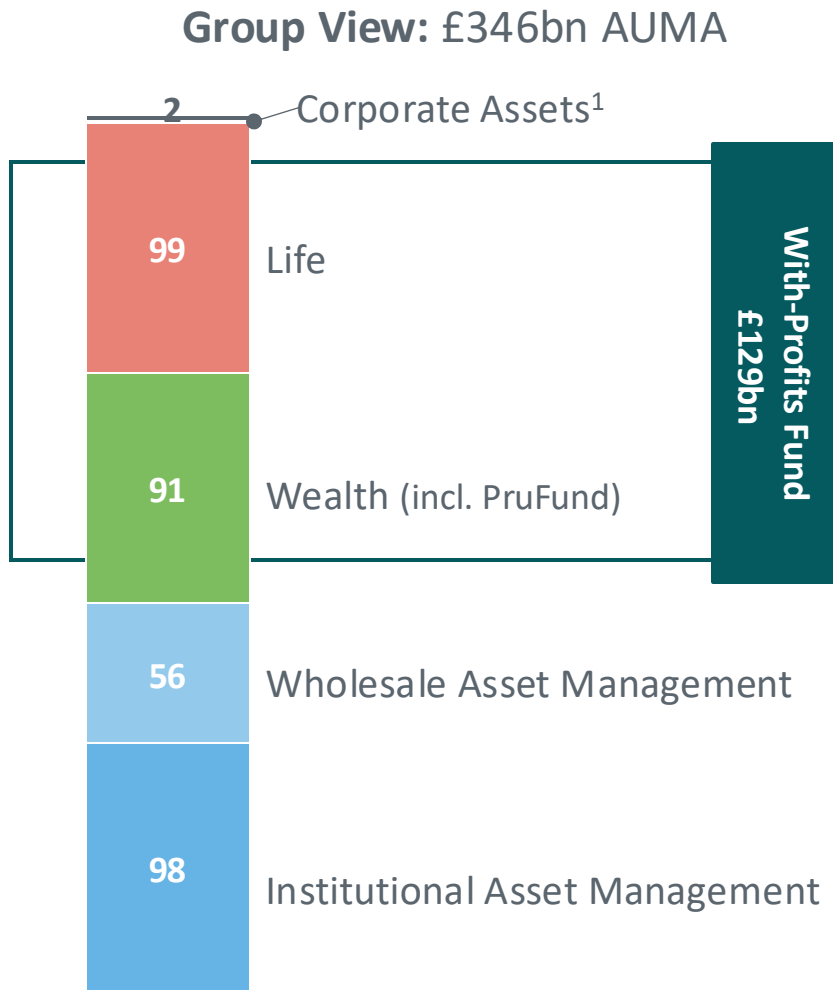 Group View: £346bn AUMA
2
Corporate Assets1
99
Life
With-Profits Fund
£129bn
91
Wealth (incl. PruFund)
56
Wholesale Asset Management
98
Institutional Asset Management